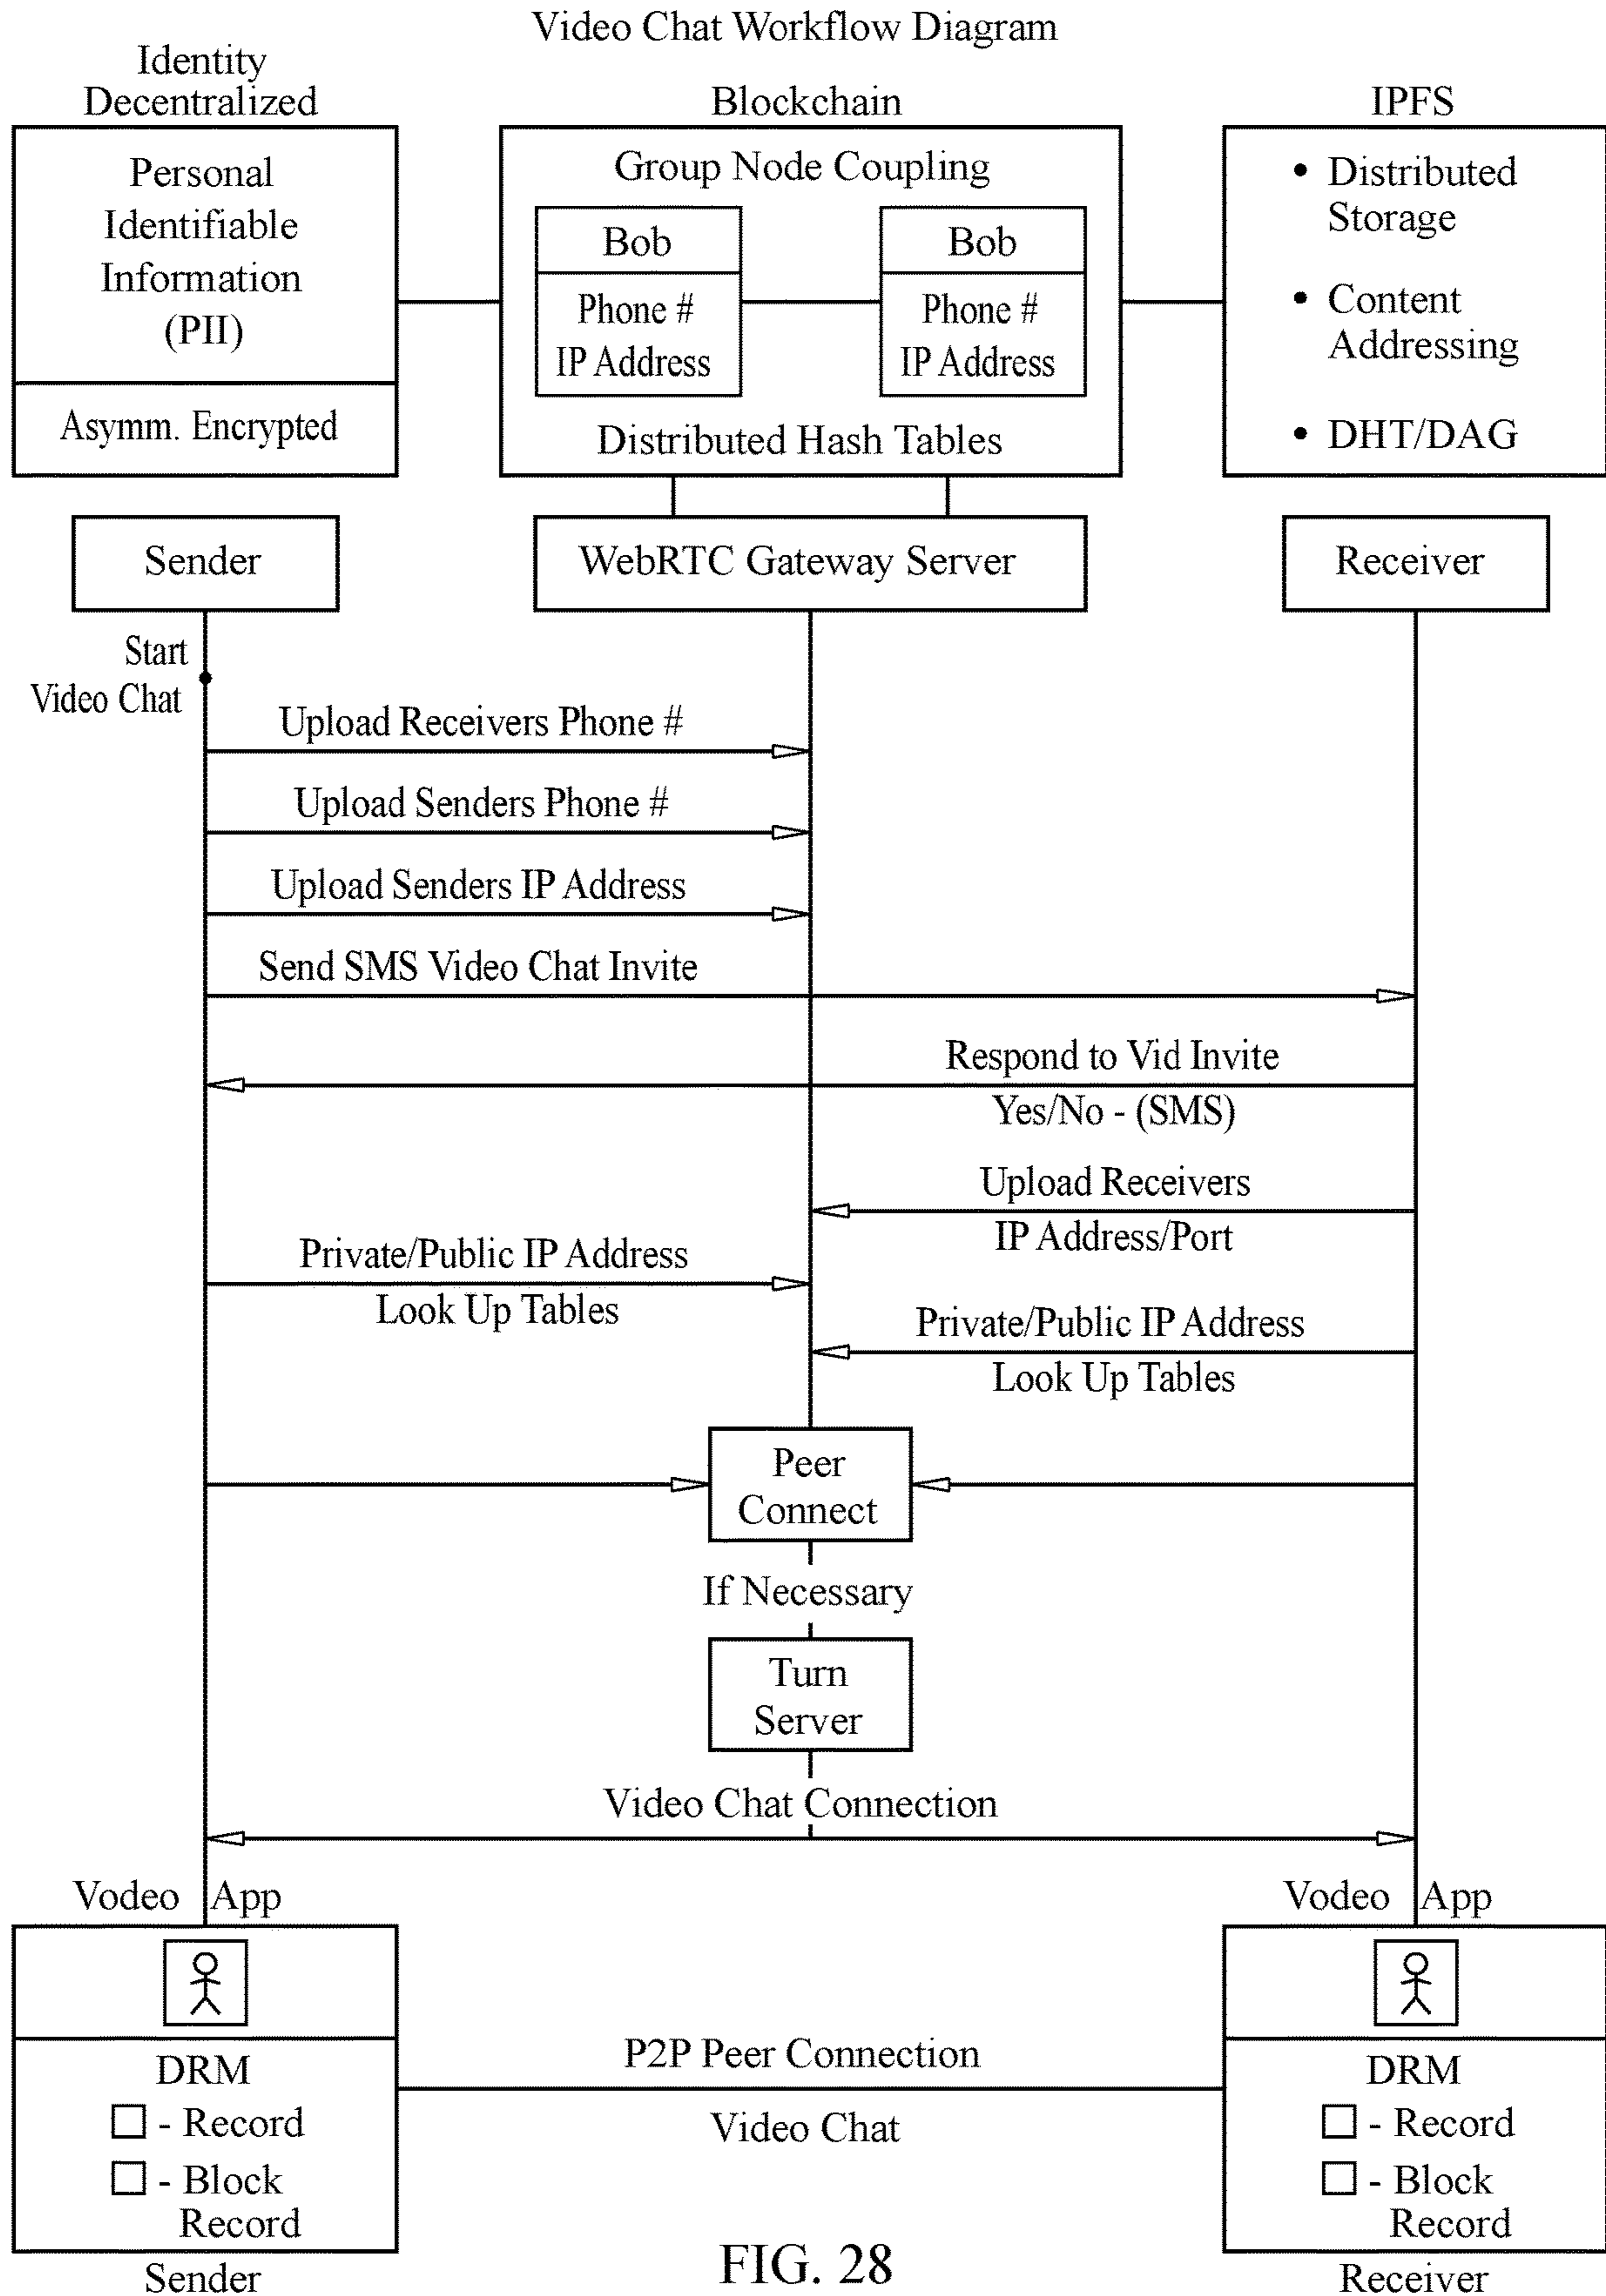 Video Chat Workflow Diagram
Identity
Decentralized
Personal
Identifiable
Information
(PII)
Asymm. Encrypted
Blockchain
Group Node Coupling
Bob
Phone #
IP Address
Bob
Phone #
IP Address
Distributed Hash Tables
IPFS
• Distributed
Storage
• Content
Addressing
• DHT/DAG
Sender
WebRTC Gateway Server
Receiver
Start
Video Chat
Upload Receivers Phone #
Upload Senders Phone #
Upload Senders IP Address
Send SMS Video Chat Invite
Respond to Vid Invite
Yes/No - (SMS)
Upload Receivers
IP Address/Port
Private/Public IP Address
Look Up Tables
Private/Public IP Address
Look Up Tables
Peer
Connect
If Necessary
Turn
Server
Video Chat Connection
Vodeo App
DRM
- Record
- Block
Record
Sender
P2P Peer Connection
Video Chat
Vodeo App
DRM
- Record
- Block
Record
Receiver
FIG. 28